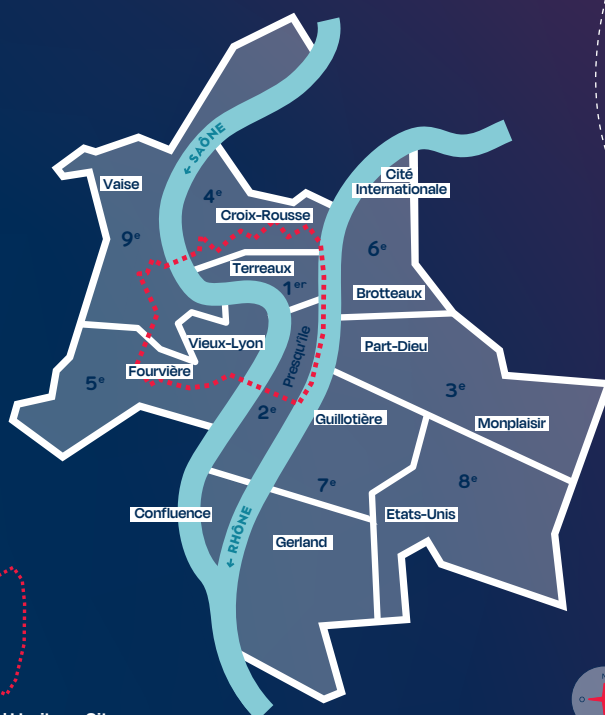 ← SAÔNE
Cité
Internationale
Vaise
4e
Croix-Rousse
9e
6e
Terreaux
1er
Brotteaux
Vieux-Lyon
Presqu'île
Part-Dieu
Fourvière
5e
3e
2e
Guillotière
Monplaisir
7e
8e
Confluence
Etats-Unis
← RHÔNE
Gerland
O